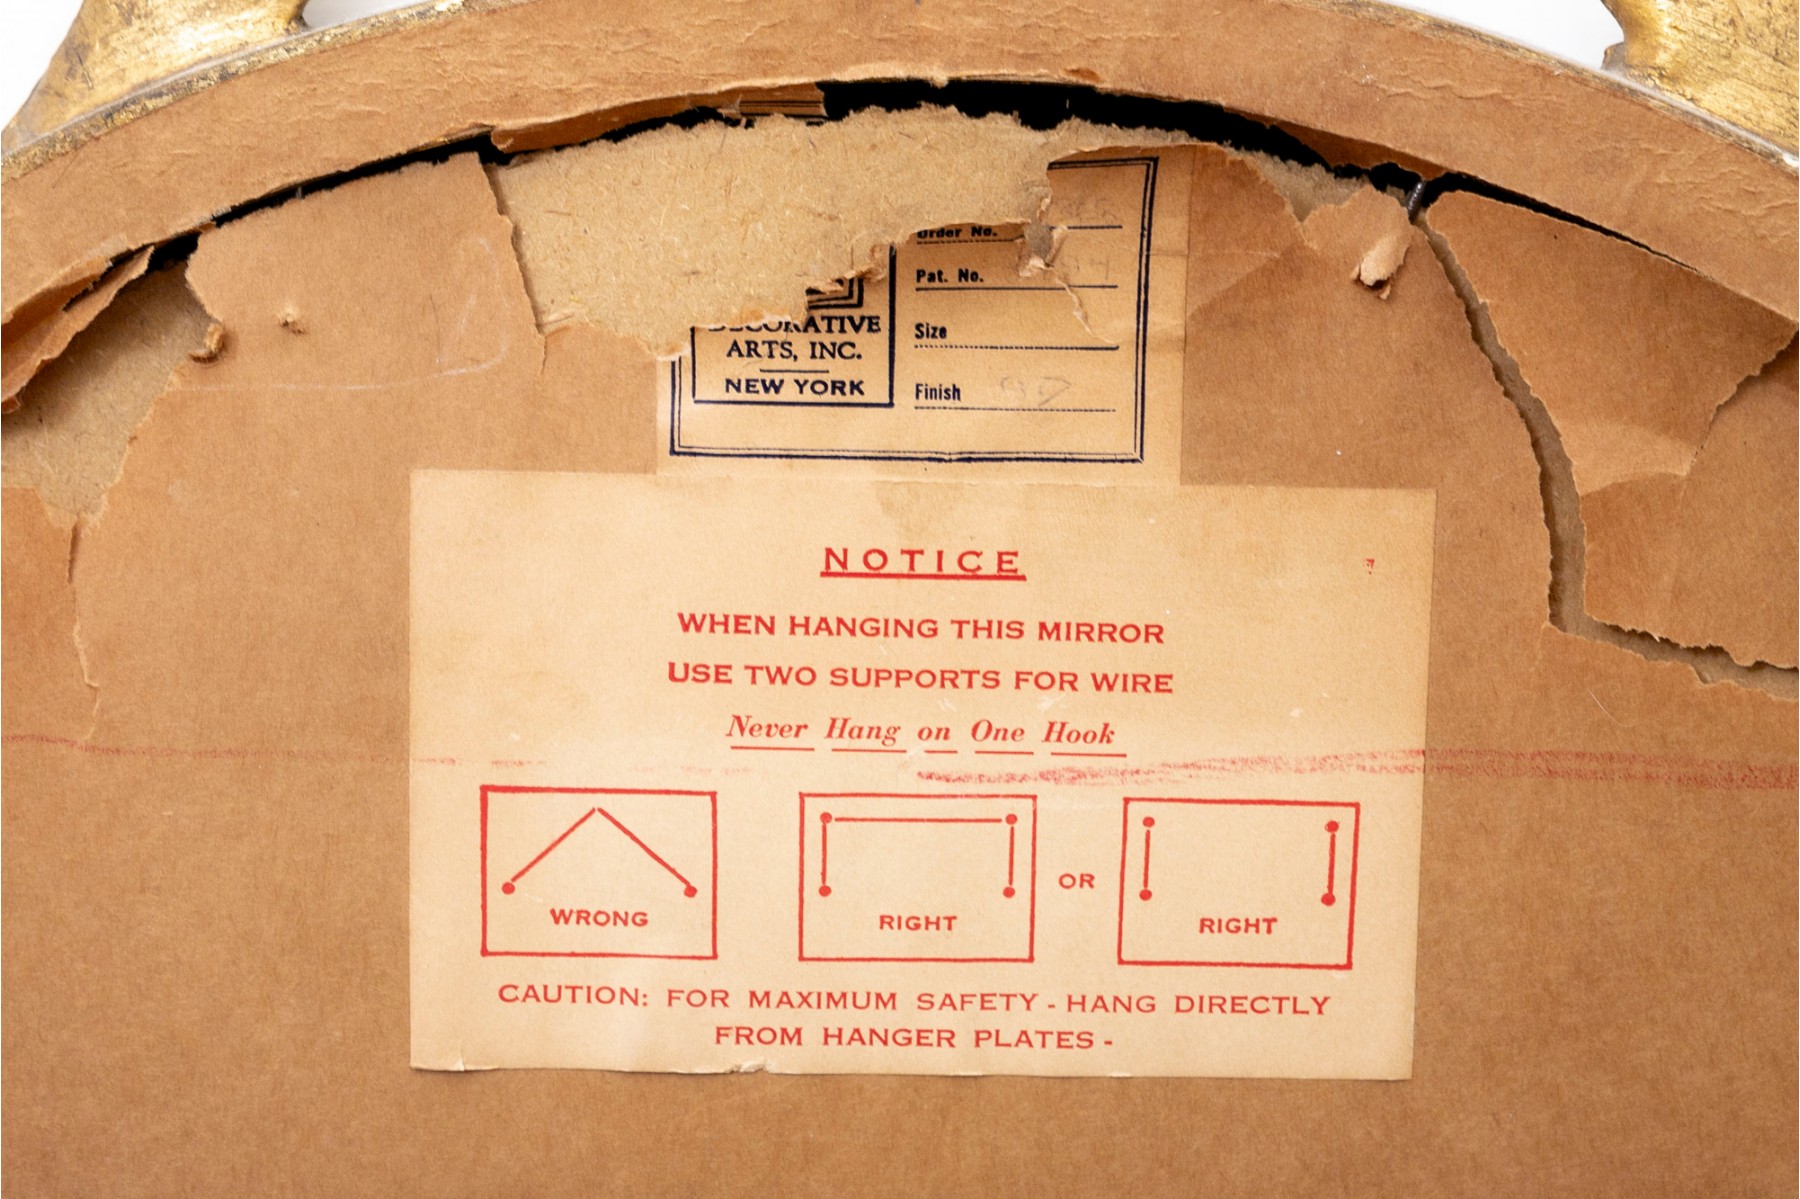 Order No.
Pat. No.
DECORATIVE
ARTS, INC.
NEW YORK
Size
Finish
NOTICE
WHEN HANGING THIS MIRROR
USE TWO SUPPORTS FOR WIRE
Never Hang on One Hook
WRONG
RIGHT
OR
RIGHT
CAUTION: FOR MAXIMUM SAFETY - HANG DIRECTLY
FROM HANGER PLATES -